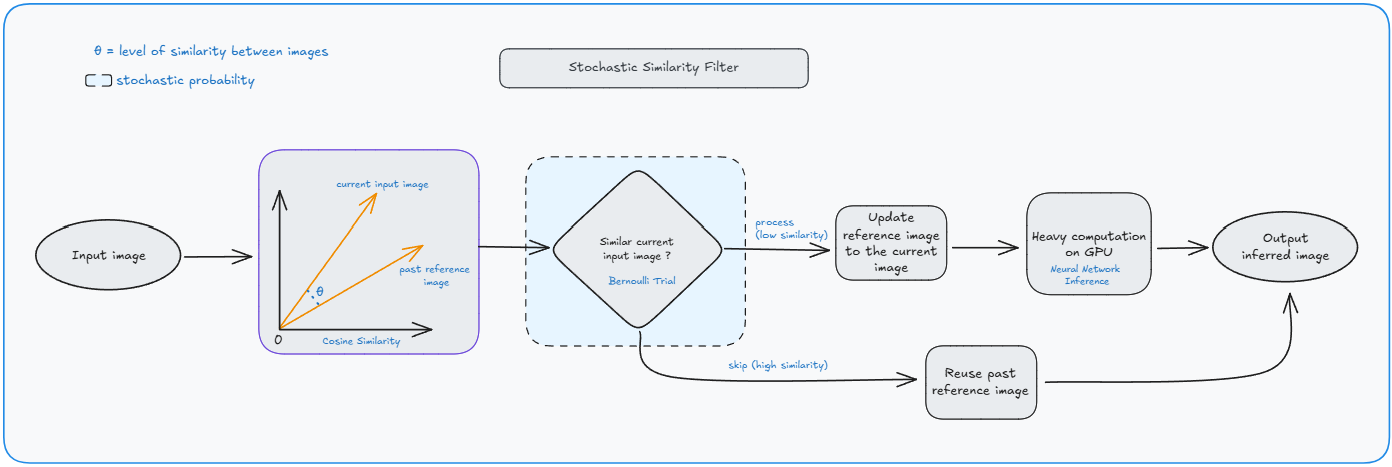 θ = level of similarity between images
stochastic probability
Stochastic Similarity Filter
Input image
current input image
past reference
image
θ
0
Cosine Similarity
Similar current
input image ?
Bernoulli Trial
process
(low similarity)
Update
reference image
to the current
image
Heavy computation
on GPU
Neural Network
Inference
Output
inferred image
skip (high similarity)
Reuse past
reference image